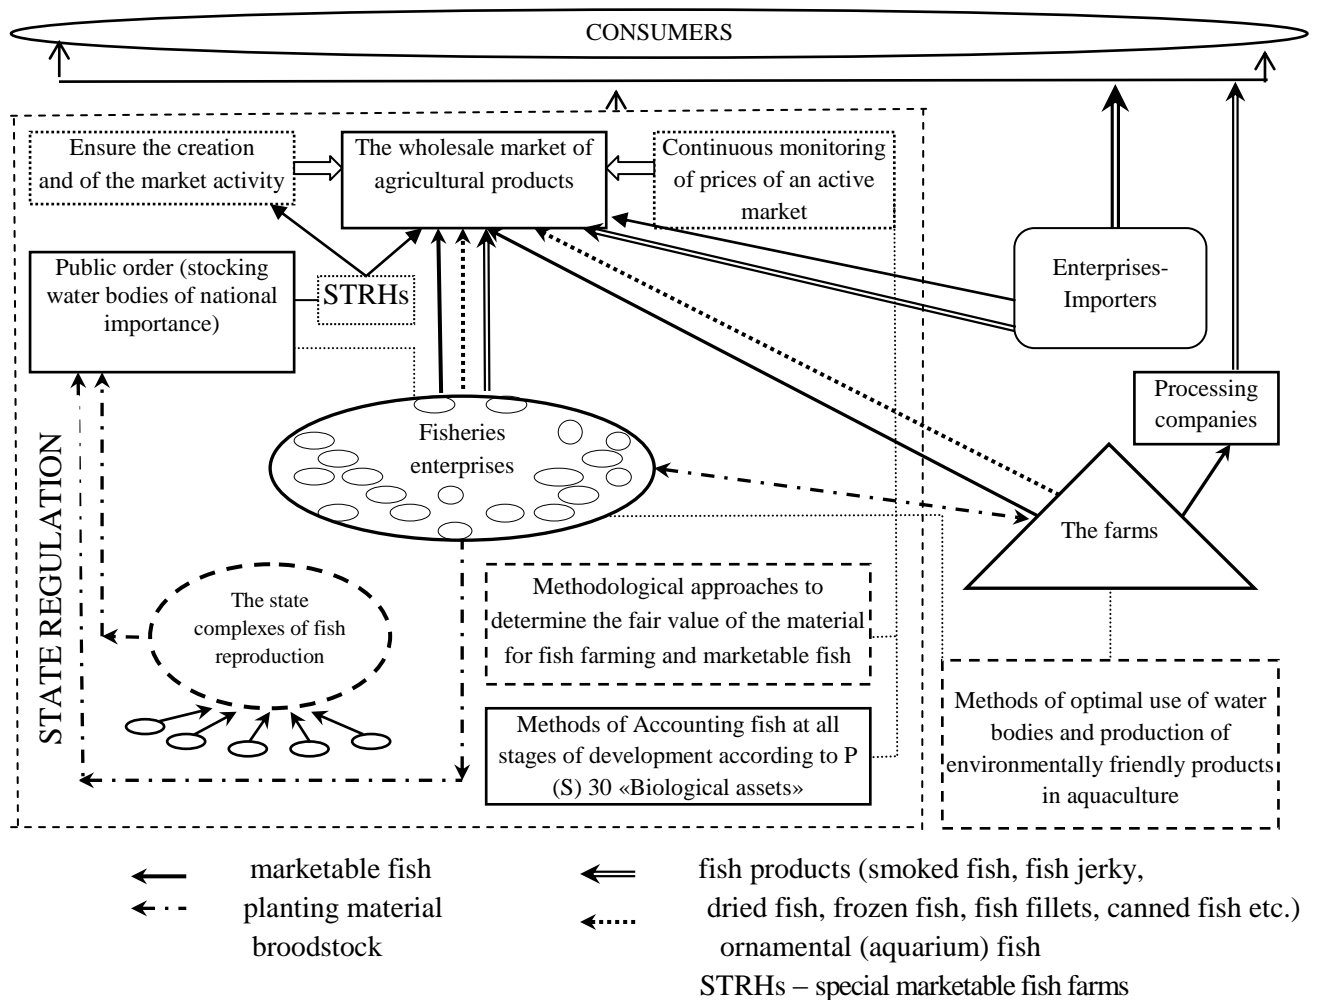 CONSUMERS
Ensure the creation
and of the market activity
The wholesale market of
agricultural products
Continuous monitoring
of prices of an active
market
Public order (stocking
water bodies of national
importance)
STRHs
Enterprises-
Importers
Processing
companies
Fisheries
enterprises
The farms
STATE REGULATION
The state
complexes of fish
reproduction
Methodological approaches to
determine the fair value of the material
for fish farming and marketable fish
Methods of Accounting fish at all
stages of development according to P
(S) 30 «Biological assets»
Methods of optimal use of water
bodies and production of
environmentally friendly products
in aquaculture
marketable fish
planting material
broodstock
fish products (smoked fish, fish jerky,
dried fish, frozen fish, fish fillets, canned fish etc.)
ornamental (aquarium) fish
STRHs – special marketable fish farms